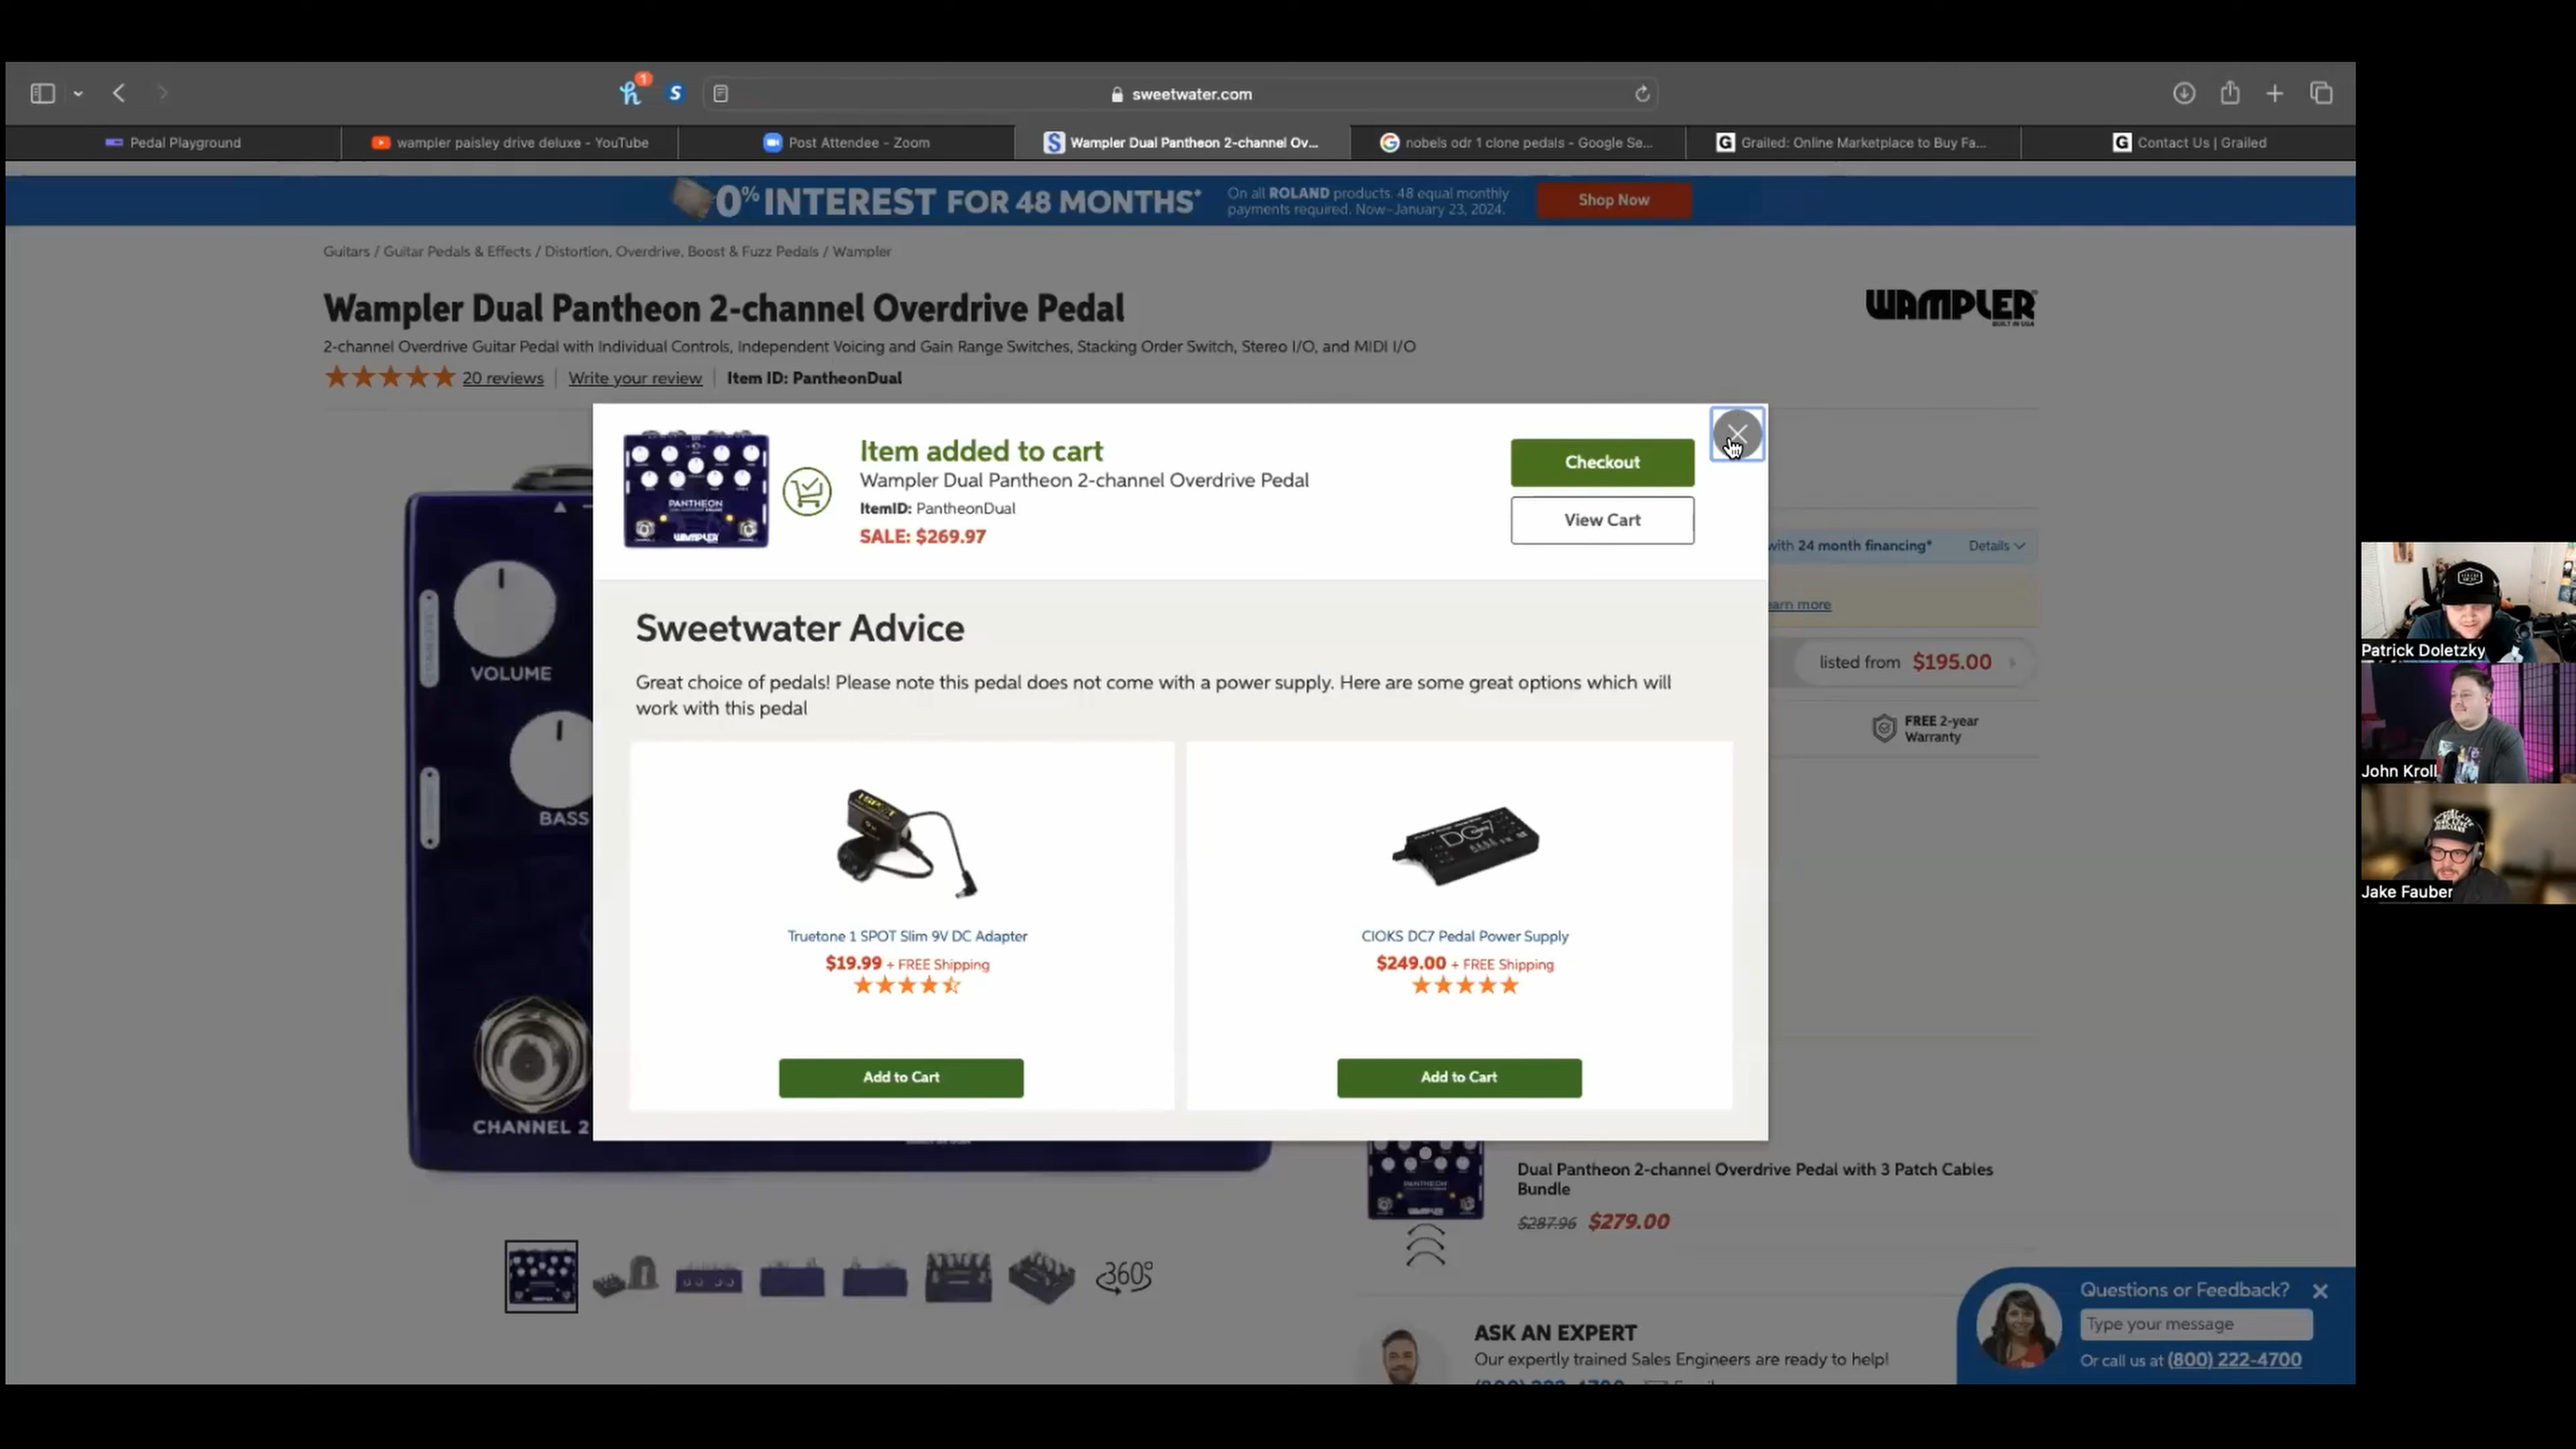 sweetwater.com
1
Pedal Playground
wampler paisley drive deluxe - YouTube
Post Attendee - Zoom
Wampler Dual Pantheon 2-channel Ov...
nobels odr 1 clone pedals - Google Se...
Grailed: Online Marketplace to Buy Fa...
Contact Us | Grailed
0% INTEREST FOR 48 MONTHS*
On all ROLAND products. 48 equal monthly
payments required. Now–January 23, 2024.
Shop Now
Guitars / Guitar Pedals & Effects / Distortion, Overdrive, Boost & Fuzz Pedals / Wampler
Wampler Dual Pantheon 2-channel Overdrive Pedal
WAMPLER
BUILT IN USA
2-channel Overdrive Guitar Pedal with Individual Controls, Independent Voicing and Gain Range Switches, Stacking Order Switch, Stereo I/O, and MIDI I/O
20 reviews | Write your review | Item ID: PantheonDual
Item added to cart
Wampler Dual Pantheon 2-channel Overdrive Pedal
ItemID: PantheonDual
SALE: $269.97
PANTHEON
WAMPLER
Checkout
View Cart
Sweetwater Advice
Great choice of pedals! Please note this pedal does not come with a power supply. Here are some great options which will
work with this pedal
DC7
Truetone 1 SPOT Slim 9V DC Adapter
$19.99 + FREE Shipping
Add to Cart
CIOKS DC7 Pedal Power Supply
$249.00 + FREE Shipping
Add to Cart
with 24 month financing*
Details
earn more
listed from $195.00
FREE 2-year
Warranty
VOLUME
BASS
CHANNEL 2
360°
Dual Pantheon 2-channel Overdrive Pedal with 3 Patch Cables
Bundle
$287.96 $279.00
ASK AN EXPERT
Our expertly trained Sales Engineers are ready to help!
Questions or Feedback?
Type your message
Or call us at (800) 222-4700
Patrick Doletzky
John Kroll
Jake Fauber